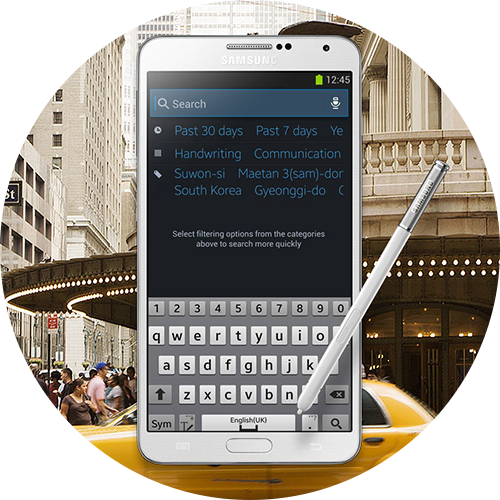 SAMSUNG
12:45
Search
Past 30 days Past 7 days Ye
Handwriting Communication
Suwon-si Maetan 3(sam)-dor
South Korea Gyeonggi-do
Select filtering options from the categories
above to search more quickly
1 2 3 4 5 6 7 8 9 0
q w e r t y u i o
a s d f g h j k
z x c v b n
Sym T English(UK) .
SAMSUNG
St